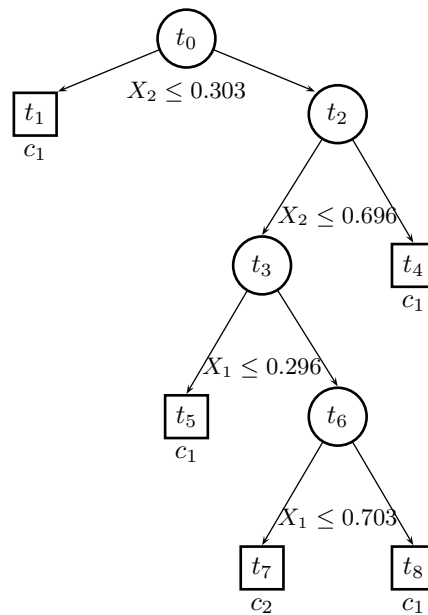 t₀
X₂ ≤ 0.303
t₁
t₂
c₁
X₂ ≤ 0.696
t₃
t₄
c₁
X₁ ≤ 0.296
t₅
t₆
c₁
X₁ ≤ 0.703
t₇
t₈
c₂
c₁